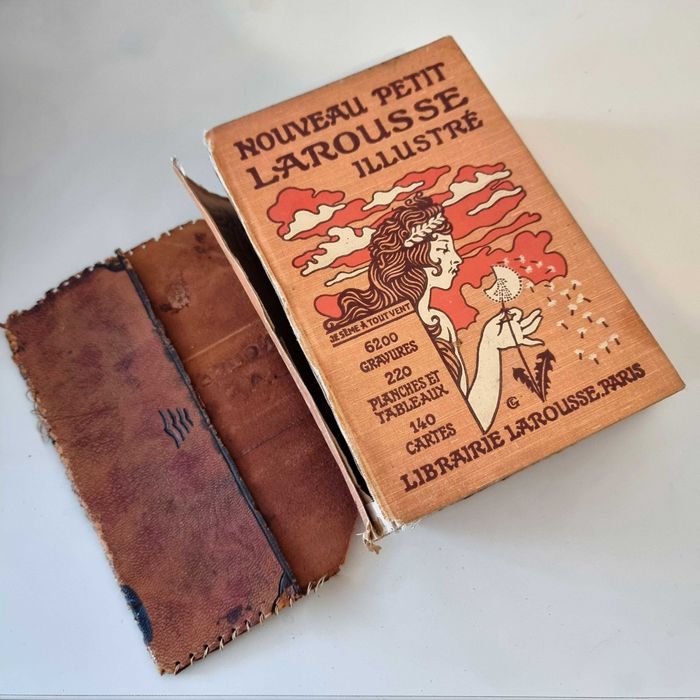 NOUVEAU PETIT
LAROUSSE
ILLUSTRÉ
JE SÈME À TOUT VENT
6200
GRAVURES
220
PLANCHES ET
TABLEAUX
140
CARTES
LIBRAIRIE LAROUSSE.PARIS